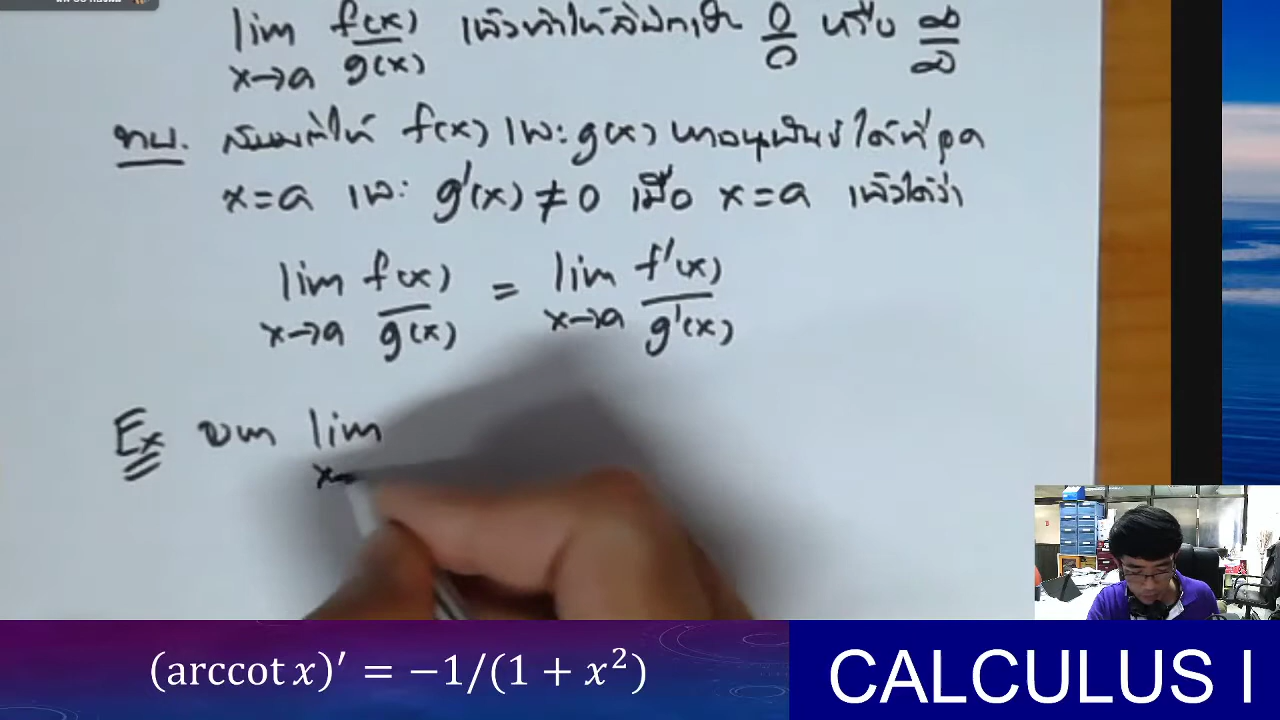 lim f(x)/g(x) แล้วทำให้ลิมิตเป็น 0/0 หรือ ∞/∞
x→a
ทบ. สมมติให้ f(x) และ g(x) หาอนุพันธ์ได้ที่จุด
x=a และ g'(x) ≠ 0 เมื่อ x=a แล้วได้ว่า
lim f(x)/g(x) = lim f'(x)/g'(x)
x→a x→a
Ex จงหา lim
x
(arccot x)′ = −1/(1 + x²)
CALCULUS I